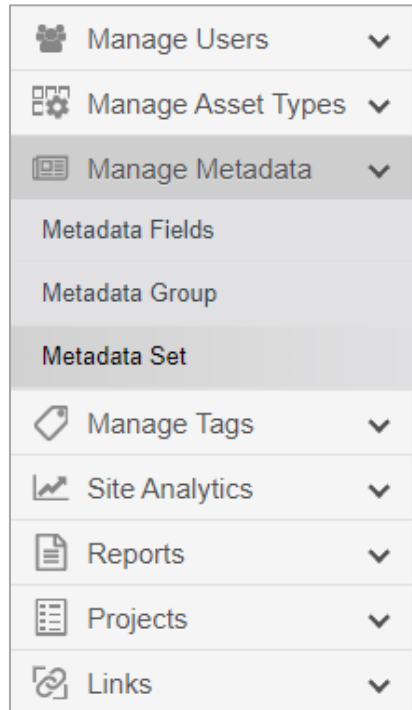 Manage Users
Manage Asset Types
Manage Metadata
Metadata Fields
Metadata Group
Metadata Set
Manage Tags
Site Analytics
Reports
Projects
Links